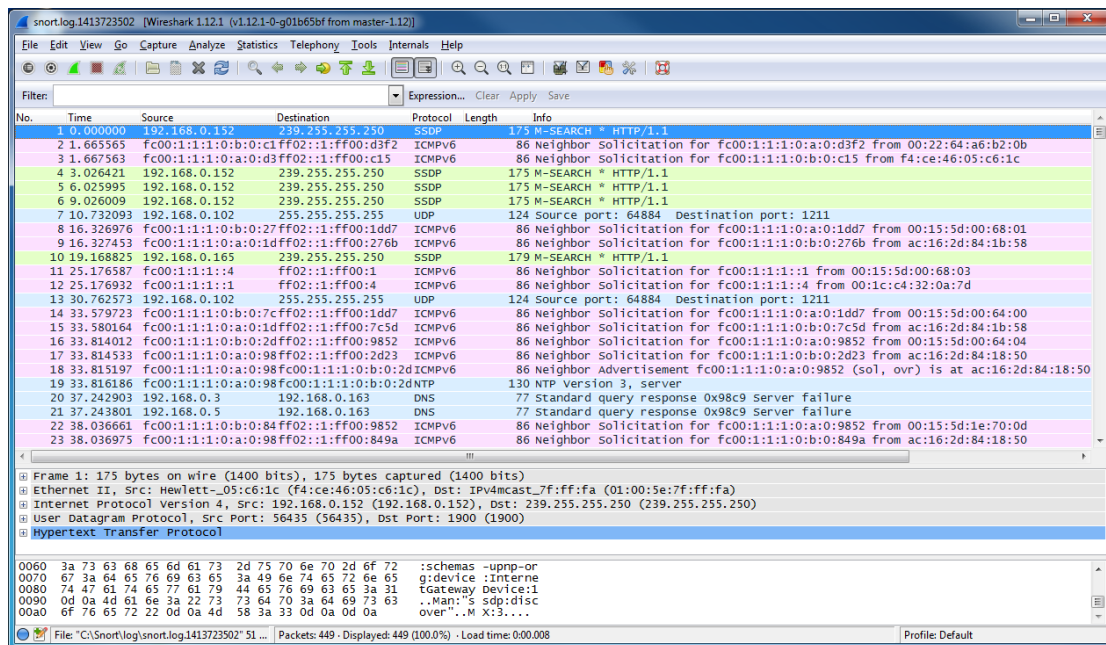 snort.log.1413723502 [Wireshark 1.12.1 (v1.12.1-0-g01b65bf from master-1.12)]
File Edit View Go Capture Analyze Statistics Telephony Tools Internals Help
Filter: Expression... Clear Apply Save
No. Time Source Destination Protocol Length Info
1 0.000000 192.168.0.152 239.255.255.250 SSDP 175 M-SEARCH * HTTP/1.1
2 1.665565 fc00:1:1:1:0:b:0:c1ff02::1:ff00:d3f2 ICMPv6 86 Neighbor Solicitation for fc00:1:1:1:0:a:0:d3f2 from 00:22:64:a6:b2:0b
3 1.667563 fc00:1:1:1:0:a:0:d3ff02::1:ff00:c15 ICMPv6 86 Neighbor Solicitation for fc00:1:1:1:0:b:0:c15 from f4:ce:46:05:c6:1c
4 3.026421 192.168.0.152 239.255.255.250 SSDP 175 M-SEARCH * HTTP/1.1
5 6.025995 192.168.0.152 239.255.255.250 SSDP 175 M-SEARCH * HTTP/1.1
6 9.026009 192.168.0.152 239.255.255.250 SSDP 175 M-SEARCH * HTTP/1.1
7 10.732093 192.168.0.102 255.255.255.255 UDP 124 Source port: 64884 Destination port: 1211
8 16.326976 fc00:1:1:1:0:b:0:27ff02::1:ff00:1dd7 ICMPv6 86 Neighbor Solicitation for fc00:1:1:1:0:a:0:1dd7 from 00:15:5d:00:68:01
9 16.327453 fc00:1:1:1:0:a:0:1dff02::1:ff00:276b ICMPv6 86 Neighbor Solicitation for fc00:1:1:1:0:b:0:276b from ac:16:2d:84:1b:58
10 19.168825 192.168.0.165 239.255.255.250 SSDP 179 M-SEARCH * HTTP/1.1
11 25.176587 fc00:1:1:1::4 ff02::1:ff00:1 ICMPv6 86 Neighbor Solicitation for fc00:1:1:1::1 from 00:15:5d:00:68:03
12 25.176932 fc00:1:1:1::1 ff02::1:ff00:4 ICMPv6 86 Neighbor Solicitation for fc00:1:1:1::4 from 00:1c:c4:32:0a:7d
13 30.762573 192.168.0.102 255.255.255.255 UDP 124 Source port: 64884 Destination port: 1211
14 33.579723 fc00:1:1:1:0:b:0:7cff02::1:ff00:1dd7 ICMPv6 86 Neighbor Solicitation for fc00:1:1:1:0:a:0:1dd7 from 00:15:5d:00:64:00
15 33.580164 fc00:1:1:1:0:a:0:1dff02::1:ff00:7c5d ICMPv6 86 Neighbor Solicitation for fc00:1:1:1:0:b:0:7c5d from ac:16:2d:84:1b:58
16 33.814012 fc00:1:1:1:0:b:0:2dff02::1:ff00:9852 ICMPv6 86 Neighbor Solicitation for fc00:1:1:1:0:a:0:9852 from 00:15:5d:00:64:04
17 33.814533 fc00:1:1:1:0:a:0:98ff02::1:ff00:2d23 ICMPv6 86 Neighbor Solicitation for fc00:1:1:1:0:b:0:2d23 from ac:16:2d:84:18:50
18 33.815197 fc00:1:1:1:0:a:0:98fc00:1:1:1:0:b:0:2dICMPv6 86 Neighbor Advertisement fc00:1:1:1:0:a:0:9852 (sol, ovr) is at ac:16:2d:84:18:50
19 33.816186 fc00:1:1:1:0:a:0:98fc00:1:1:1:0:b:0:2dNTP 130 NTP Version 3, server
20 37.242903 192.168.0.3 192.168.0.163 DNS 77 Standard query response 0x98c9 Server failure
21 37.243801 192.168.0.5 192.168.0.163 DNS 77 Standard query response 0x98c9 Server failure
22 38.036661 fc00:1:1:1:0:b:0:84ff02::1:ff00:9852 ICMPv6 86 Neighbor Solicitation for fc00:1:1:1:0:a:0:9852 from 00:15:5d:1e:70:0d
23 38.036975 fc00:1:1:1:0:a:0:98ff02::1:ff00:849a ICMPv6 86 Neighbor Solicitation for fc00:1:1:1:0:b:0:849a from ac:16:2d:84:18:50
Frame 1: 175 bytes on wire (1400 bits), 175 bytes captured (1400 bits)
Ethernet II, Src: Hewlett-_05:c6:1c (f4:ce:46:05:c6:1c), Dst: IPv4mcast_7f:ff:fa (01:00:5e:7f:ff:fa)
Internet Protocol Version 4, Src: 192.168.0.152 (192.168.0.152), Dst: 239.255.255.250 (239.255.255.250)
User Datagram Protocol, Src Port: 56435 (56435), Dst Port: 1900 (1900)
Hypertext Transfer Protocol
0060 3a 73 63 68 65 6d 61 73 2d 75 70 6e 70 2d 6f 72 :schemas -upnp-or
0070 67 3a 64 65 76 69 63 65 3a 49 6e 74 65 72 6e 65 g:device :Interne
0080 74 47 61 74 65 77 61 79 44 65 76 69 63 65 3a 31 tGateway Device:1
0090 0d 0a 4d 61 6e 3a 22 73 73 64 70 3a 64 69 73 63 ..Man:"s sdp:disc
00a0 6f 76 65 72 22 0d 0a 4d 58 3a 33 0d 0a 0d 0a over"..M X:3....
File: "C:\Snort\log\snort.log.1413723502" 51 ... Packets: 449 · Displayed: 449 (100.0%) · Load time: 0:00.008 Profile: Default